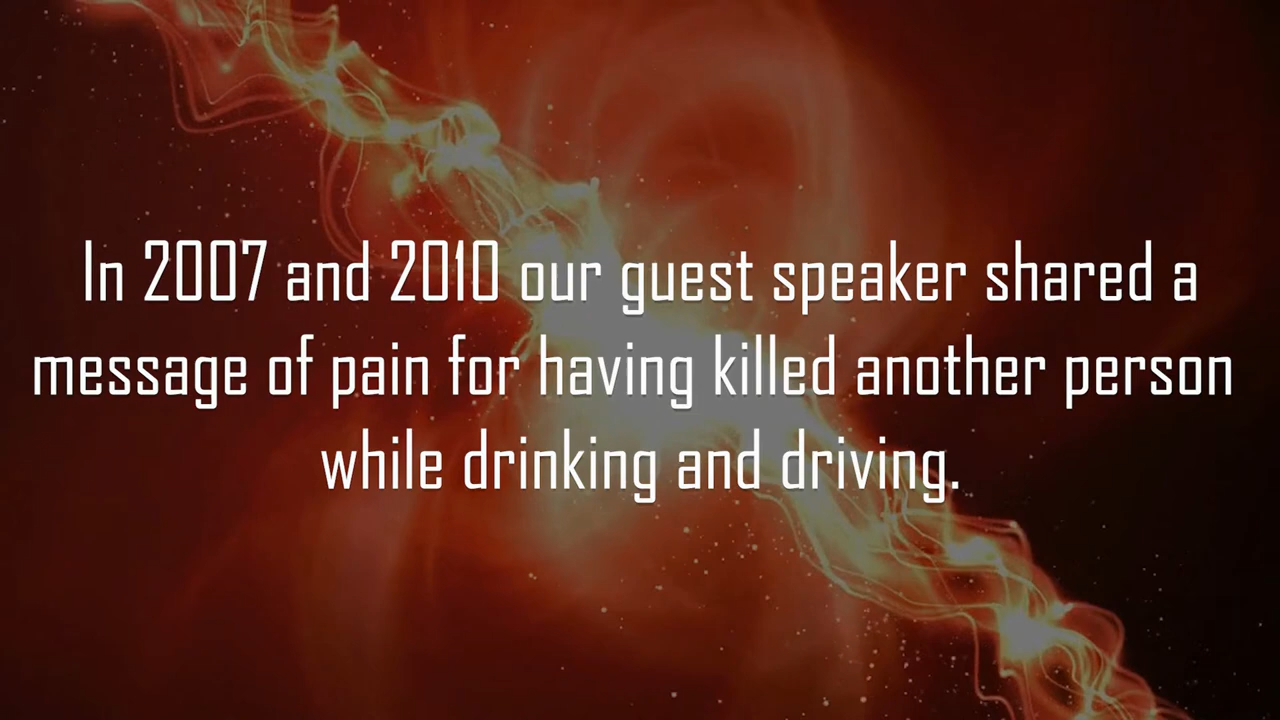 In 2007 and 2010 our guest speaker shared a
message of pain for having killed another person
while drinking and driving.